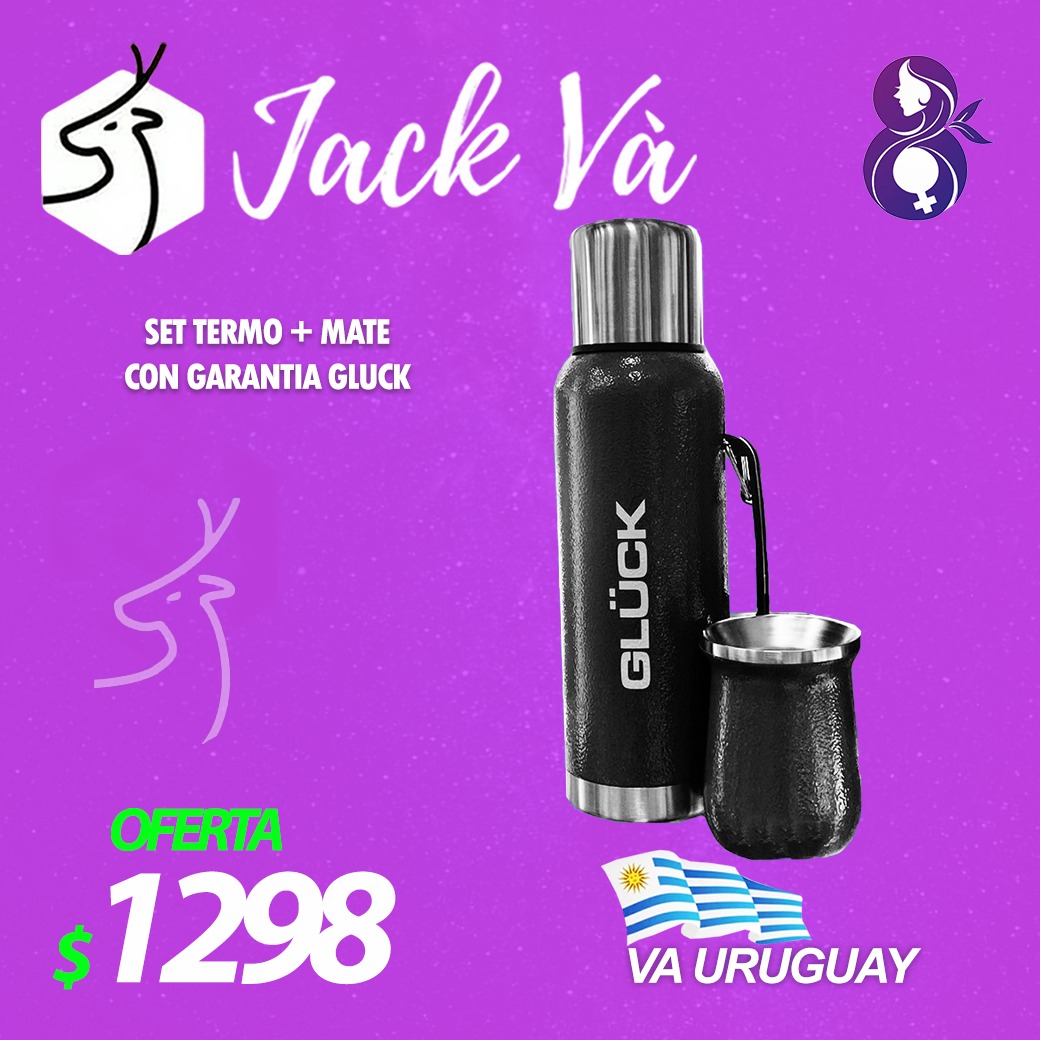 Jack Và
SET TERMO + MATE
CON GARANTIA GLUCK
GLÜCK
OFERTA
$ 1298
VA URUGUAY